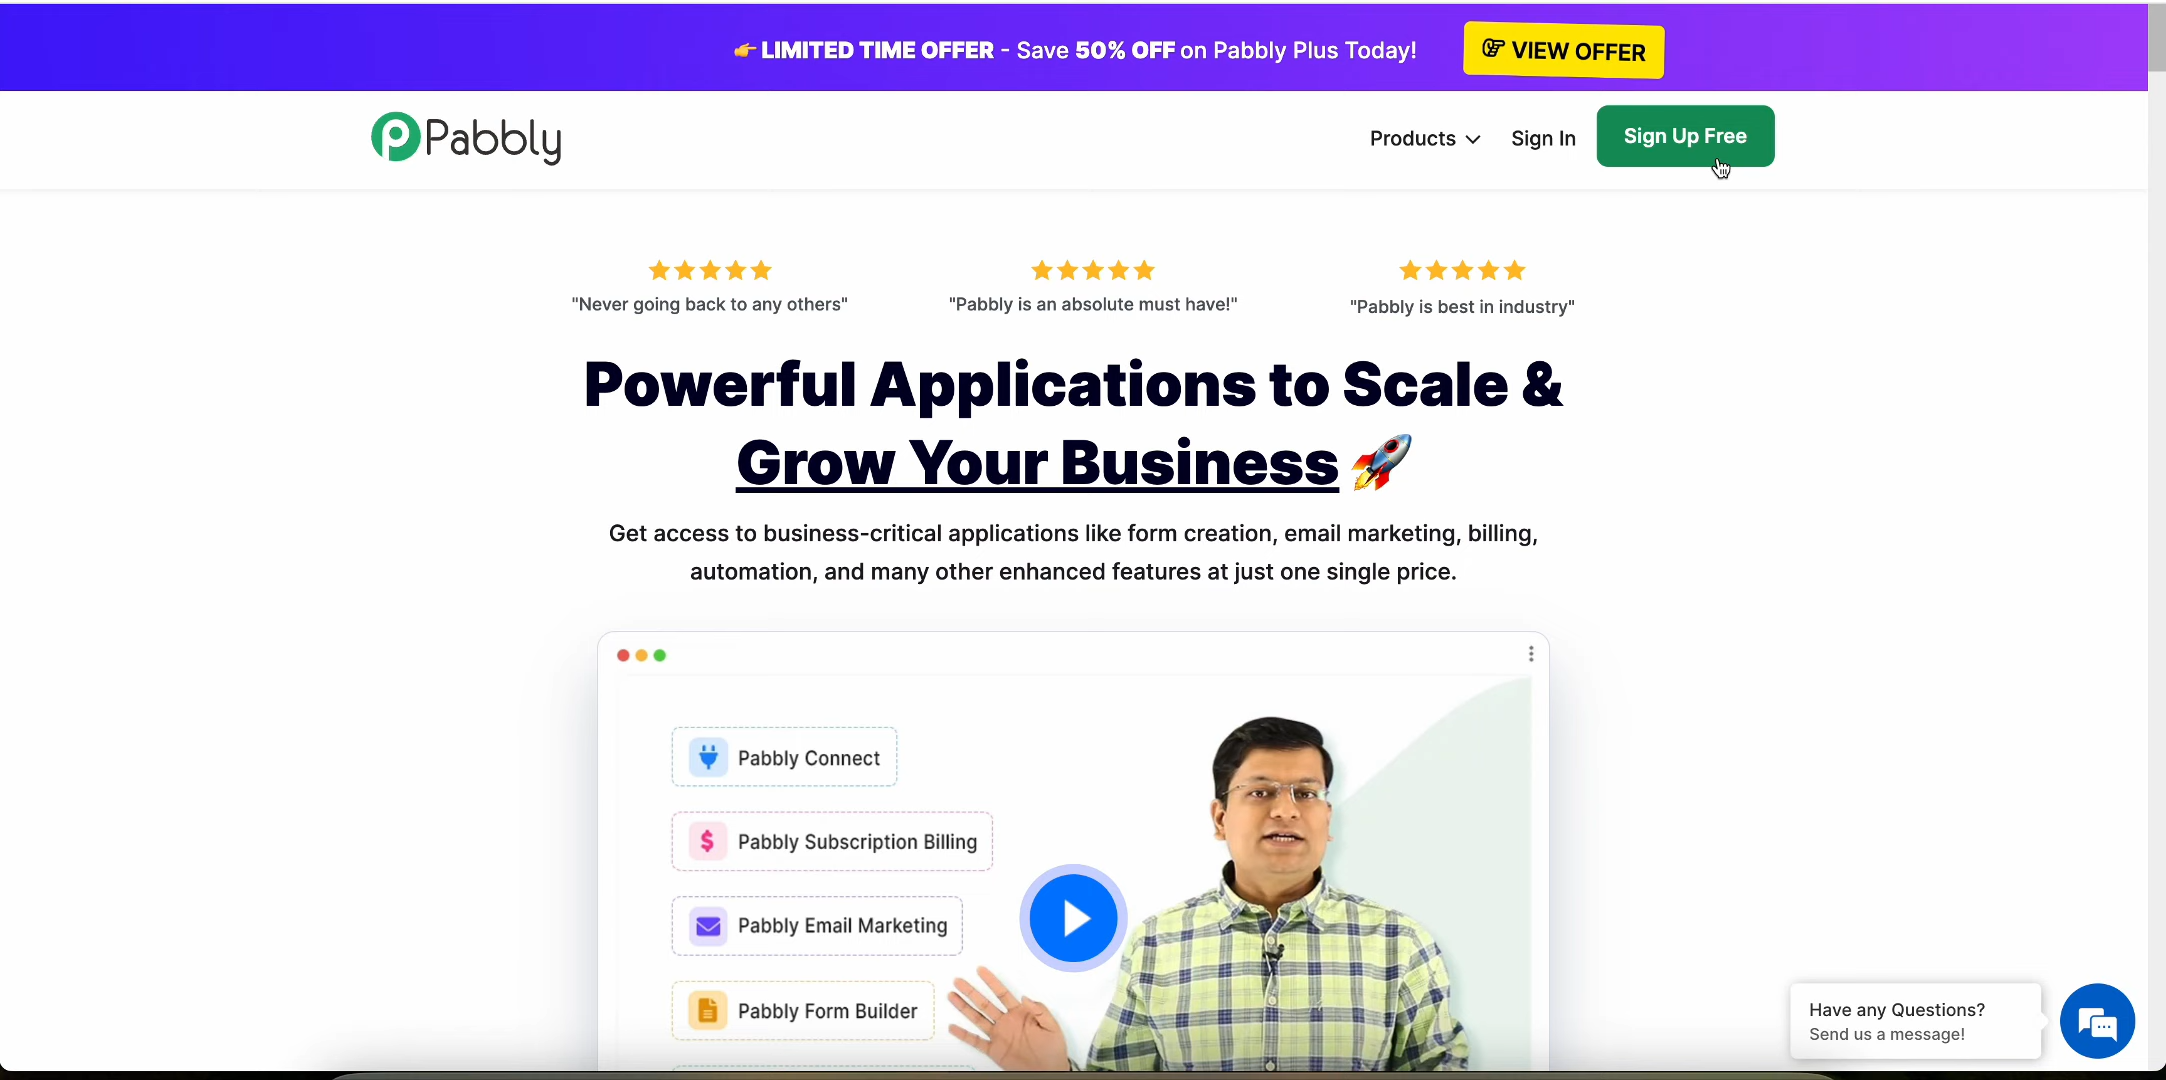 👉 LIMITED TIME OFFER - Save 50% OFF on Pabbly Plus Today!
VIEW OFFER
Pabbly
Products
Sign In
Sign Up Free
"Never going back to any others"
"Pabbly is an absolute must have!"
"Pabbly is best in industry"
Powerful Applications to Scale &
Grow Your Business 🚀
Get access to business-critical applications like form creation, email marketing, billing,
automation, and many other enhanced features at just one single price.
Pabbly Connect
Pabbly Subscription Billing
Pabbly Email Marketing
Pabbly Form Builder
Have any Questions?
Send us a message!